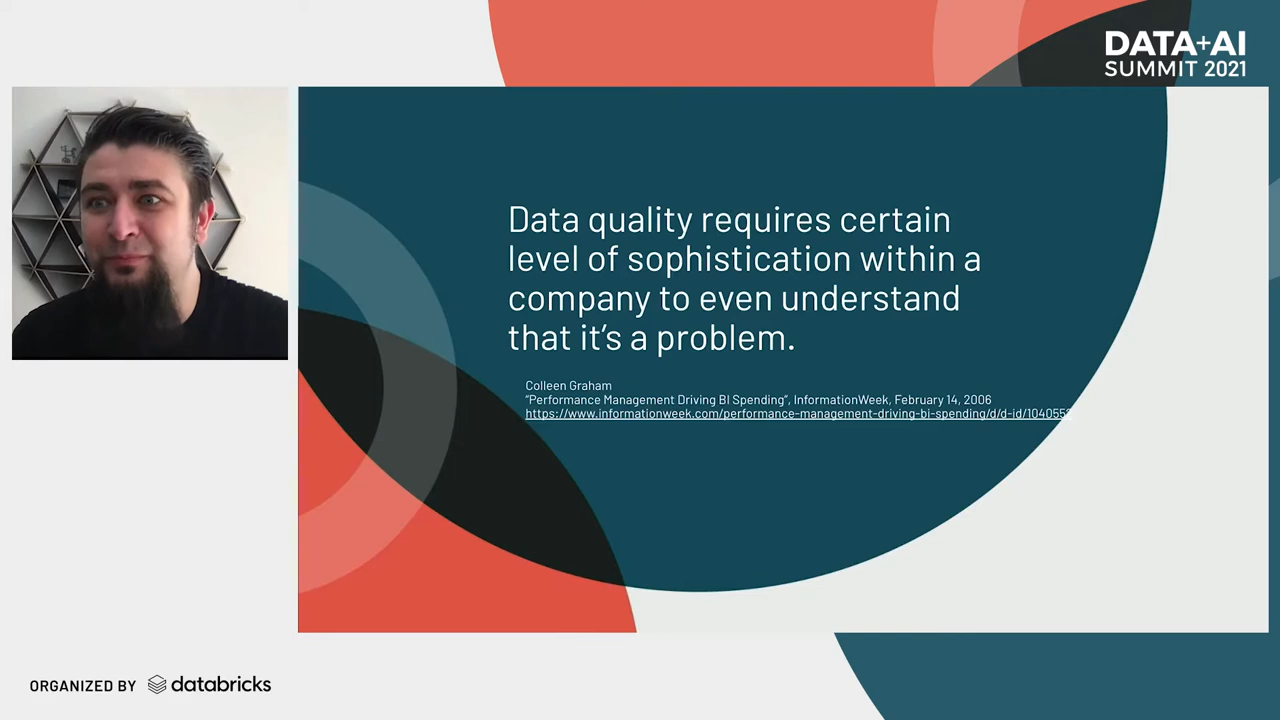 DATA+AI
SUMMIT 2021
Data quality requires certain
level of sophistication within a
company to even understand
that it’s a problem.
Colleen Graham
“Performance Management Driving BI Spending”, InformationWeek, February 14, 2006
https://www.informationweek.com/performance-management-driving-bi-spending/d/d-id/104055
ORGANIZED BY databricks